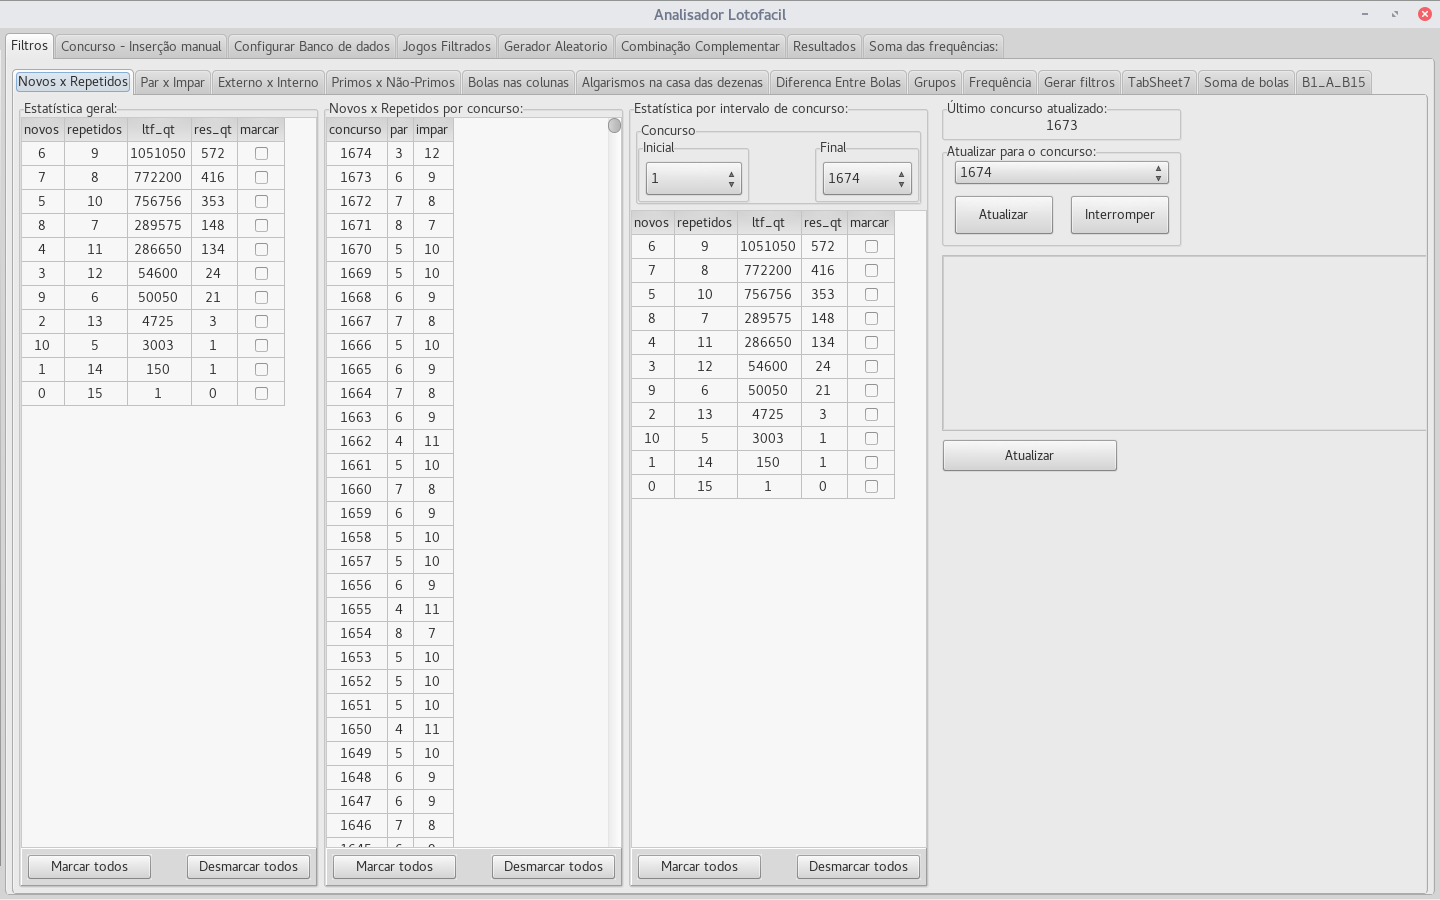 Analisador Lotofacil
Filtros Concurso - Inserção manual Configurar Banco de dados Jogos Filtrados Gerador Aleatorio Combinação Complementar Resultados Soma das frequências:
Novos x Repetidos Par x Impar Externo x Interno Primos x Não-Primos Bolas nas colunas Algarismos na casa das dezenas Diferenca Entre Bolas Grupos Frequência Gerar filtros TabSheet7 Soma de bolas B1_A_B15
Estatística geral:
novos repetidos ltf_qt res_qt marcar
6 9 1051050 572
7 8 772200 416
5 10 756756 353
8 7 289575 148
4 11 286650 134
3 12 54600 24
9 6 50050 21
2 13 4725 3
10 5 3003 1
1 14 150 1
0 15 1 0
Marcar todos Desmarcar todos
Novos x Repetidos por concurso:
concurso par impar
1674 3 12
1673 6 9
1672 7 8
1671 8 7
1670 5 10
1669 5 10
1668 6 9
1667 7 8
1666 5 10
1665 6 9
1664 7 8
1663 6 9
1662 4 11
1661 5 10
1660 7 8
1659 6 9
1658 5 10
1657 5 10
1656 6 9
1655 4 11
1654 8 7
1653 5 10
1652 5 10
1651 5 10
1650 4 11
1649 5 10
1648 6 9
1647 6 9
1646 7 8
Marcar todos Desmarcar todos
Estatística por intervalo de concurso:
Concurso
Inicial Final
1 1674
novos repetidos ltf_qt res_qt marcar
6 9 1051050 572
7 8 772200 416
5 10 756756 353
8 7 289575 148
4 11 286650 134
3 12 54600 24
9 6 50050 21
2 13 4725 3
10 5 3003 1
1 14 150 1
0 15 1 0
Marcar todos Desmarcar todos
Último concurso atualizado:
1673
Atualizar para o concurso:
1674
Atualizar Interromper
Atualizar